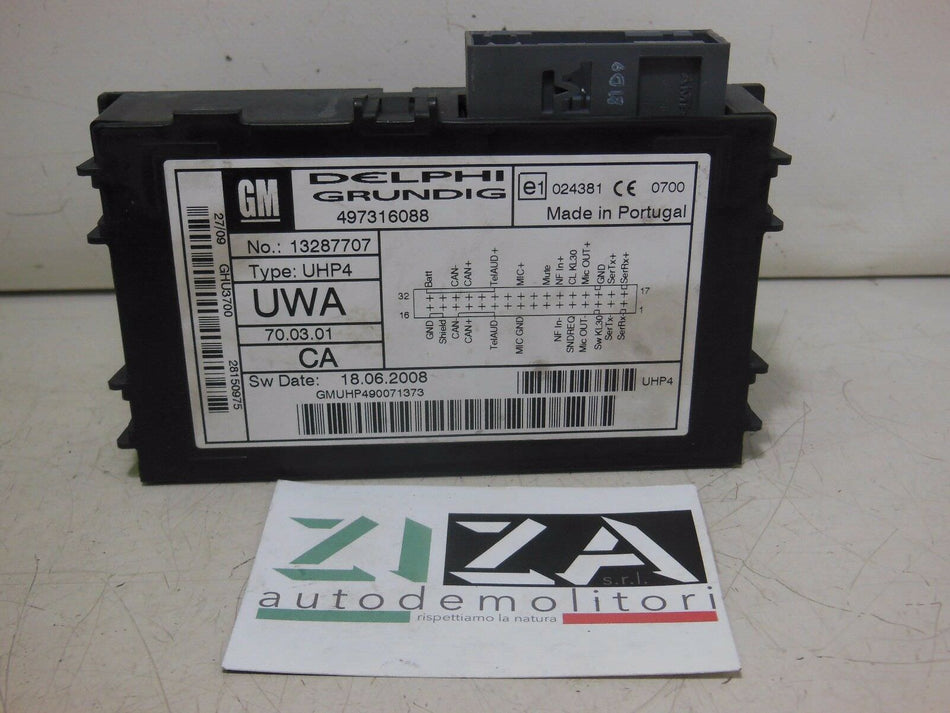 GM
DELPHI
GRUNDIG
497316088
e1 024381 CE 0700
Made in Portugal
27/09 GHU3700 28150975
No.: 13287707
Type: UHP4
UWA
70.03.01
CA
Batt CAN- CAN+ TelAUD+ MIC+ Mute NF In+ CL KL30 Mic OUT+ GND SerTx+ SerRx+
32 17
16 1
GND Shield CAN- CAN+ TelAUD- MIC GND NF In- SNDREQ Mic OUT- Sw KL30 SerTx- SerRx-
Sw Date: 18.06.2008
GMUHP490071373
UHP4
ZIZA
s.r.l.
autodemolitori
rispettiamo la natura